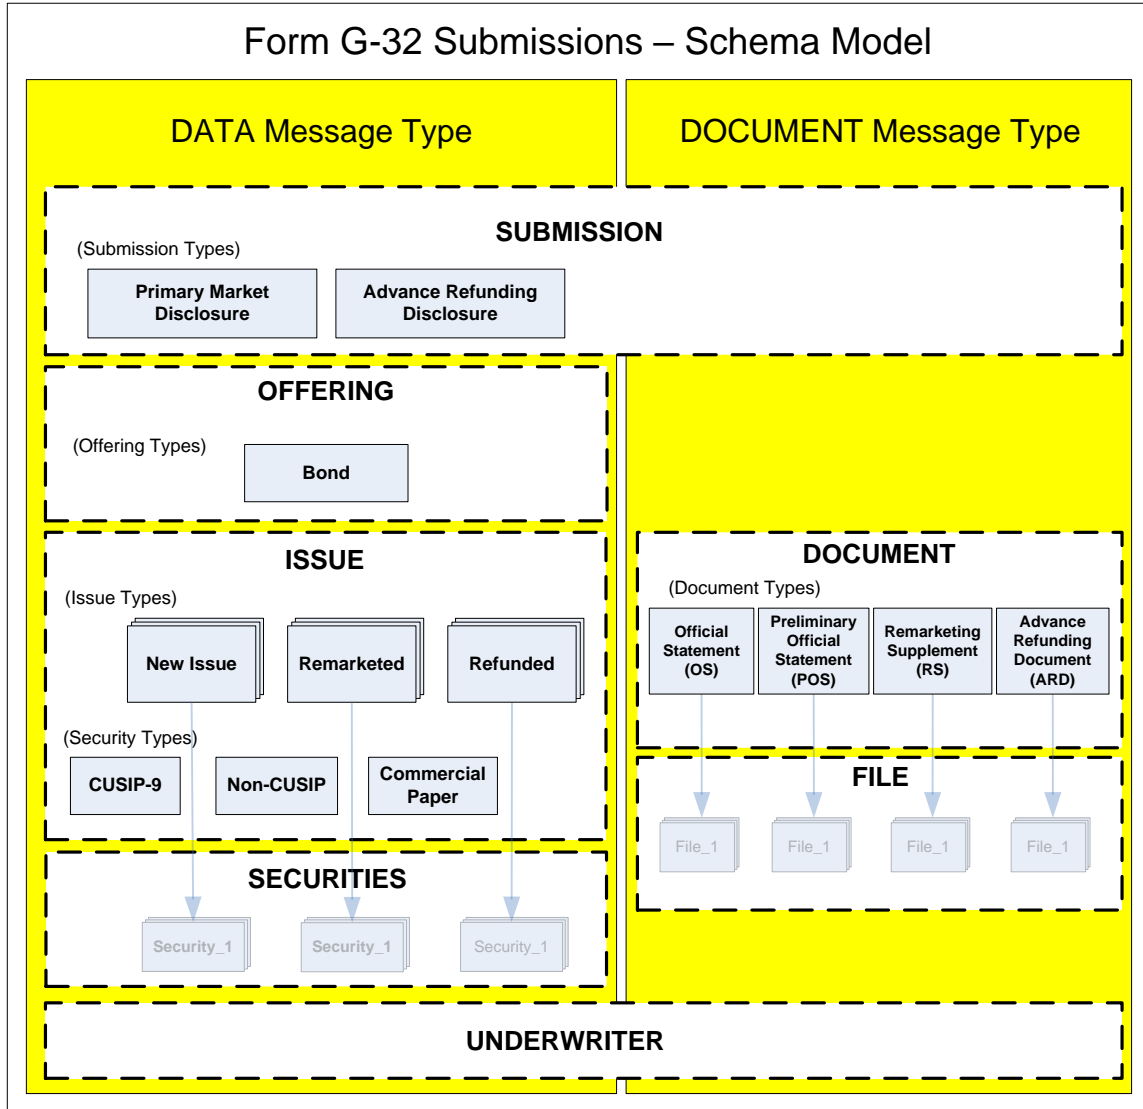 Form G-32 Submissions – Schema Model
DATA Message Type
DOCUMENT Message Type
SUBMISSION
(Submission Types)
Primary Market
Disclosure
Advance Refunding
Disclosure
OFFERING
(Offering Types)
Bond
ISSUE
(Issue Types)
New Issue
Remarketed
Refunded
(Security Types)
CUSIP-9
Non-CUSIP
Commercial
Paper
SECURITIES
Security_1
Security_1
Security_1
DOCUMENT
(Document Types)
Official
Statement
(OS)
Preliminary
Official
Statement
(POS)
Remarketing
Supplement
(RS)
Advance
Refunding
Document
(ARD)
FILE
File_1
File_1
File_1
File_1
UNDERWRITER